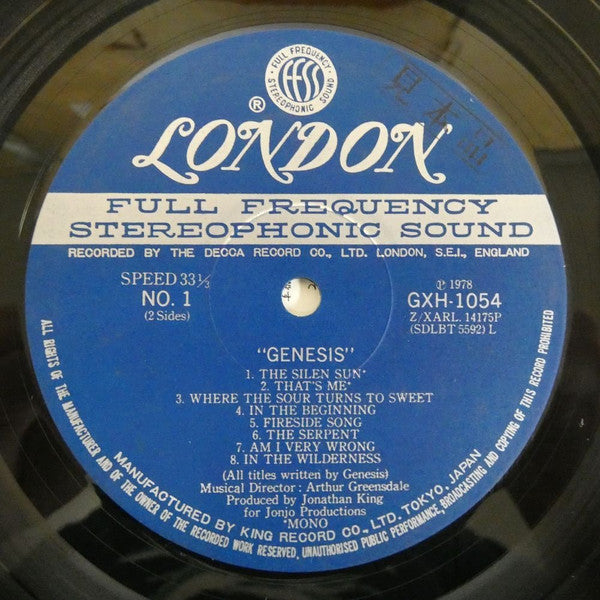 FULL FREQUENCY
ffss
STEREOPHONIC SOUND
®
LONDON
見本品
FULL FREQUENCY
STEREOPHONIC SOUND
RECORDED BY THE DECCA RECORD CO., LTD. LONDON, S.E.I., ENGLAND
SPEED 33⅓
NO. 1
(2 Sides)
Ⓟ 1978
GXH-1054
Z/XARL. 14175P
(SDLBT 5592) L
"GENESIS"
1. THE SILEN SUN*
2. THAT'S ME*
3. WHERE THE SOUR TURNS TO SWEET
4. IN THE BEGINNING
5. FIRESIDE SONG
6. THE SERPENT
7. AM I VERY WRONG
8. IN THE WILDERNESS
(All titles written by Genesis)
Musical Director : Arthur Greensdale
Produced by Jonathan King
for Jonjo Productions
*MONO
MANUFACTURED BY KING RECORD CO., LTD. TOKYO, JAPAN
ALL RIGHTS OF THE MANUFACTURER AND OF THE OWNER OF THE RECORDED WORK RESERVED, UNAUTHORISED PUBLIC PERFORMANCE, BROADCASTING AND COPYING OF THIS RECORD PROHIBITED